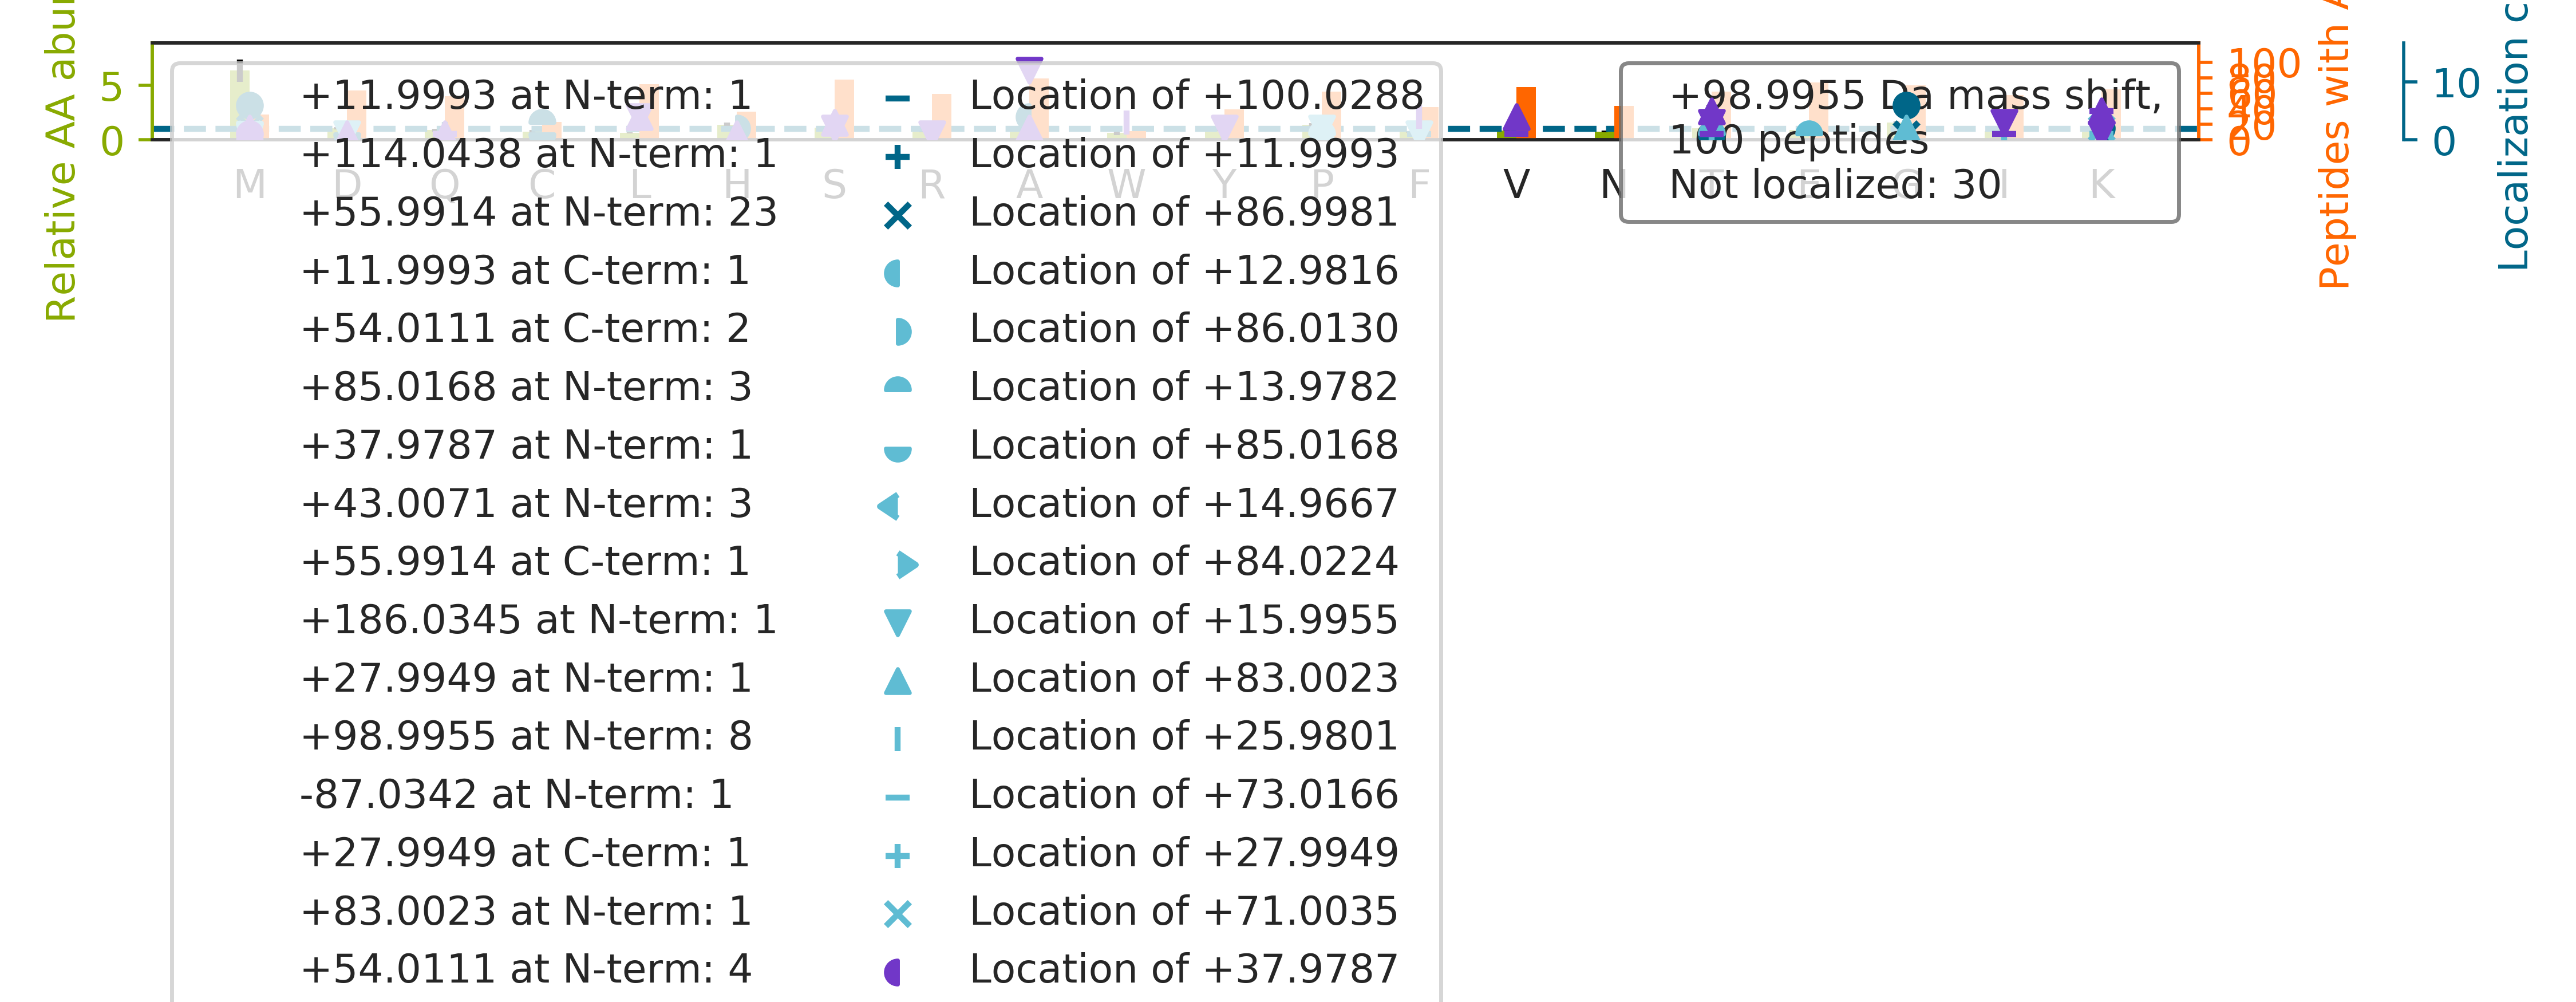 Relative AA abu
5
0
M D Q C L H S R A W Y P F V N T E G I K
100
80
60
40
20
0
Peptides with
10
0
Localization c
+98.9955 Da mass shift,
100 peptides
Not localized: 30
+11.9993 at N-term: 1
+114.0438 at N-term: 1
+55.9914 at N-term: 23
+11.9993 at C-term: 1
+54.0111 at C-term: 2
+85.0168 at N-term: 3
+37.9787 at N-term: 1
+43.0071 at N-term: 3
+55.9914 at C-term: 1
+186.0345 at N-term: 1
+27.9949 at N-term: 1
+98.9955 at N-term: 8
-87.0342 at N-term: 1
+27.9949 at C-term: 1
+83.0023 at N-term: 1
+54.0111 at N-term: 4
Location of +100.0288
Location of +11.9993
Location of +86.9981
Location of +12.9816
Location of +86.0130
Location of +13.9782
Location of +85.0168
Location of +14.9667
Location of +84.0224
Location of +15.9955
Location of +83.0023
Location of +25.9801
Location of +73.0166
Location of +27.9949
Location of +71.0035
Location of +37.9787